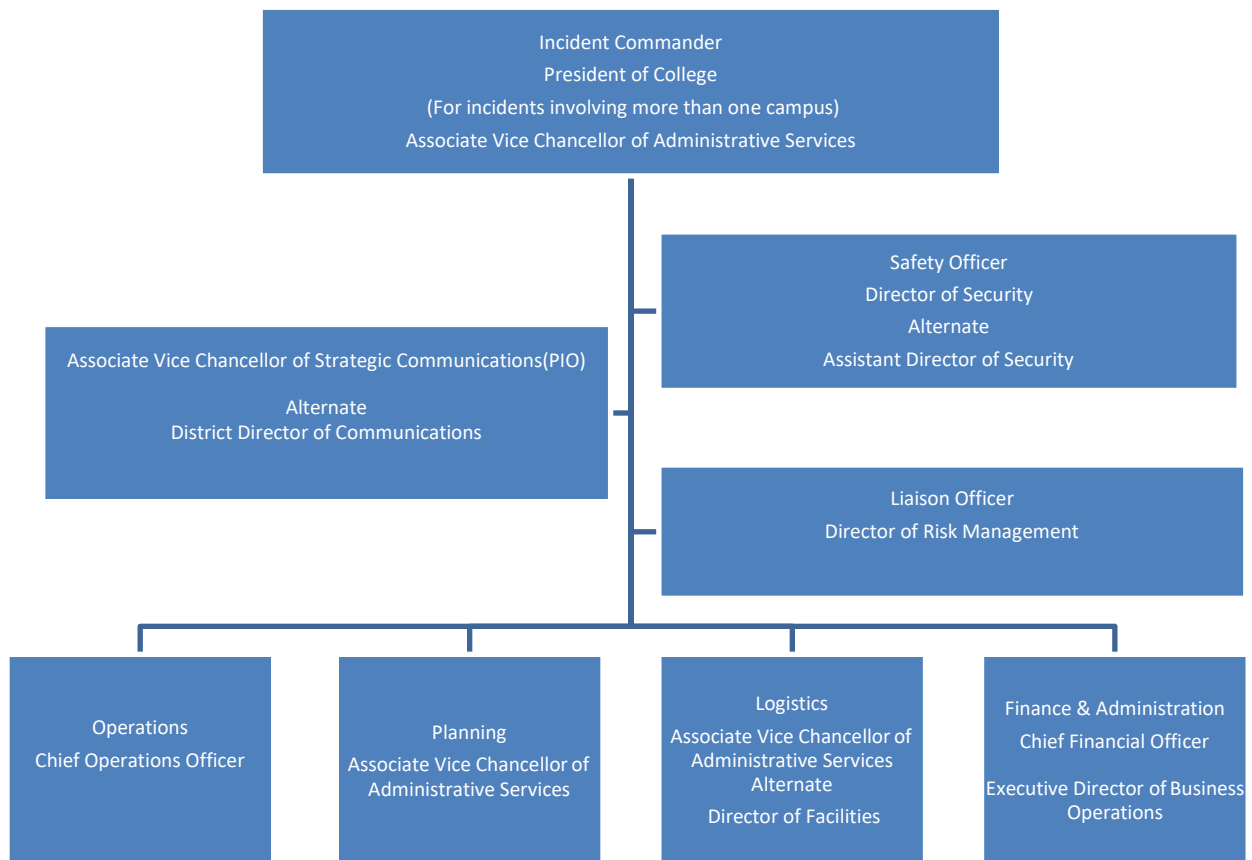 Incident Commander
President of College
(For incidents involving more than one campus)
Associate Vice Chancellor of Administrative Services
Safety Officer
Director of Security
Alternate
Assistant Director of Security
Associate Vice Chancellor of Strategic Communications(PIO)
Alternate
District Director of Communications
Liaison Officer
Director of Risk Management
Operations
Chief Operations Officer
Planning
Associate Vice Chancellor of
Administrative Services
Logistics
Associate Vice Chancellor of
Administrative Services
Alternate
Director of Facilities
Finance & Administration
Chief Financial Officer
Executive Director of Business
Operations